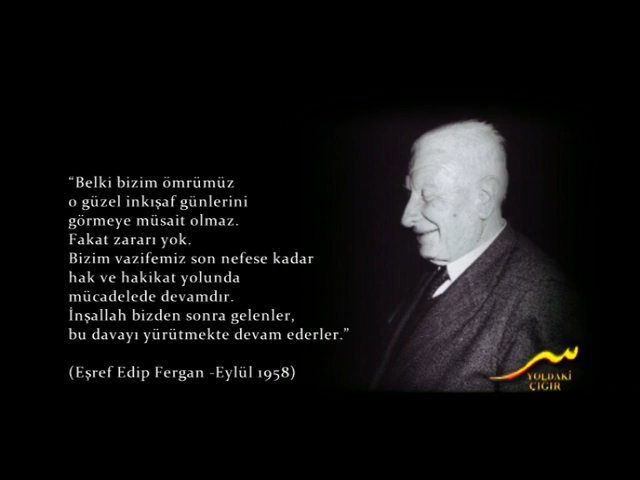 “Belki bizim ömrümüz
o güzel inkışaf günlerini
görmeye müsait olmaz.
Fakat zararı yok.
Bizim vazifemiz son nefese kadar
hak ve hakikat yolunda
mücadelede devamdır.
İnşallah bizden sonra gelenler,
bu davayı yürütmekte devam ederler.”
(Eşref Edip Fergan -Eylül 1958)
YOLDAKİ
ÇIĞIR